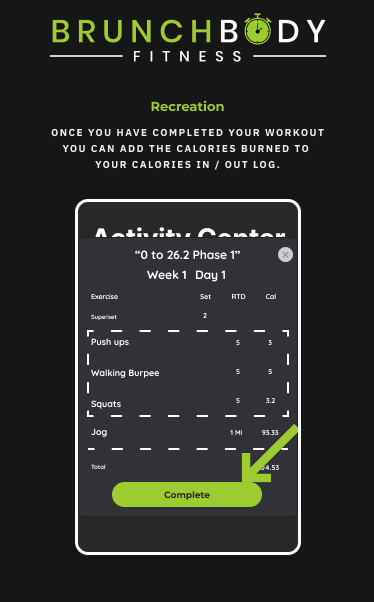 BRUNCHBODY
FITNESS
Recreation
ONCE YOU HAVE COMPLETED YOUR WORKOUT
YOU CAN ADD THE CALORIES BURNED TO
YOUR CALORIES IN / OUT LOG.
Activity Center
“0 to 26.2 Phase 1”
Week 1 Day 1
Exercise Set RTD Cal
Superset 2
Push ups 5 3
Walking Burpee 5 5
Squats 5 3.2
Jog 1 Mi 93.33
Total
Complete